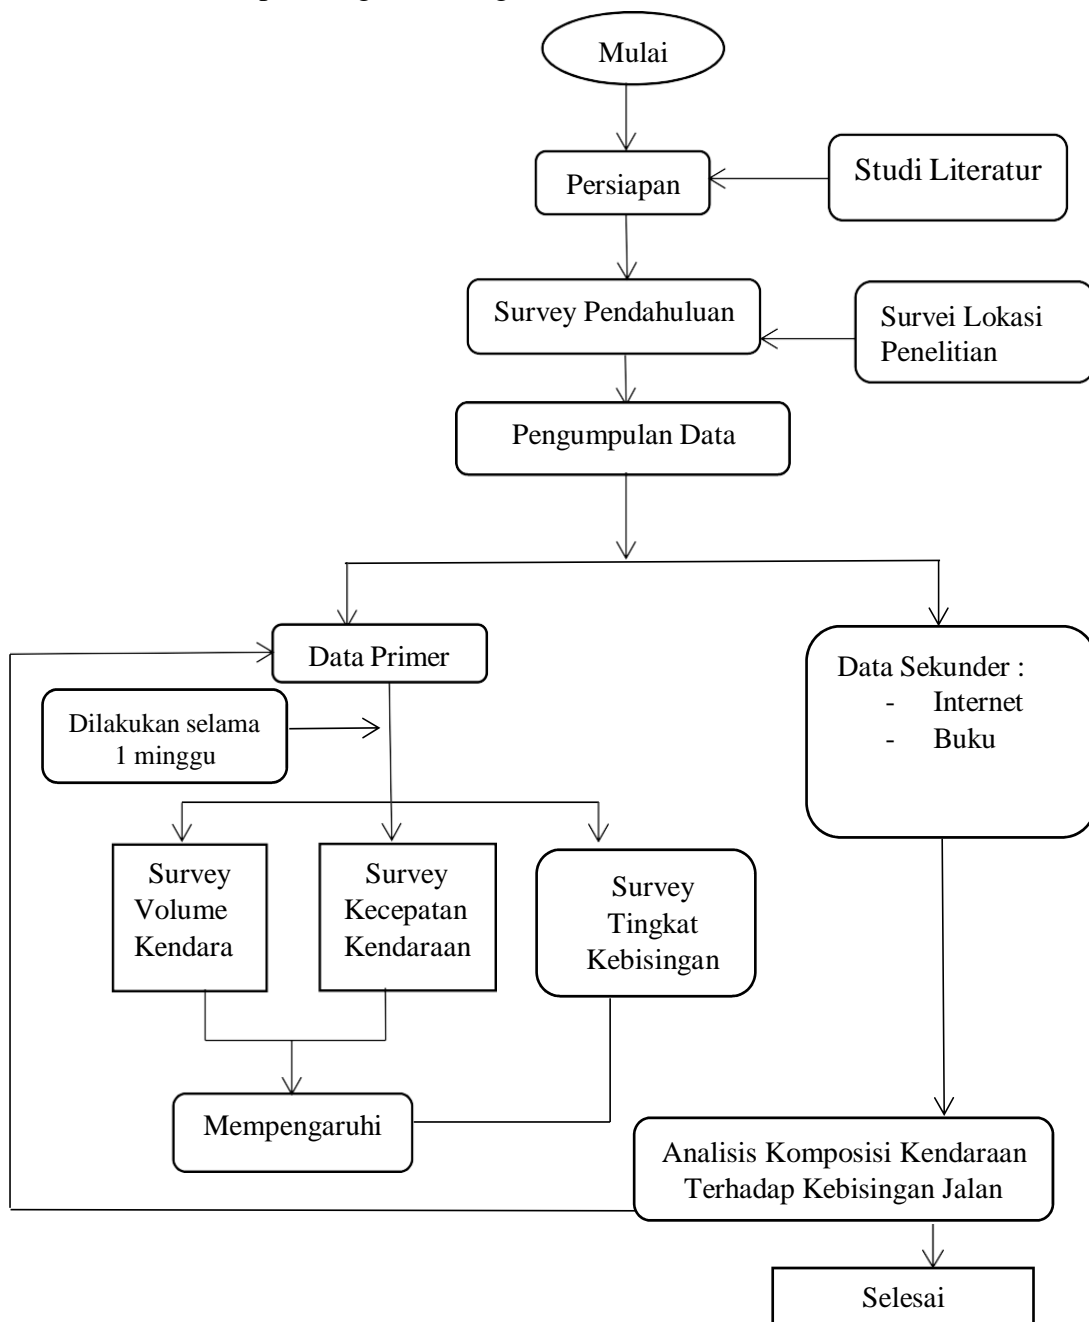 Mulai
Persiapan
Studi Literatur
Survey Pendahuluan
Survei Lokasi
Penelitian
Pengumpulan Data
Data Primer
Data Sekunder :
- Internet
- Buku
Dilakukan selama
1 minggu
Survey
Volume
Kendara
Survey
Kecepatan
Kendaraan
Survey
Tingkat
Kebisingan
Mempengaruhi
Analisis Komposisi Kendaraan
Terhadap Kebisingan Jalan
Selesai